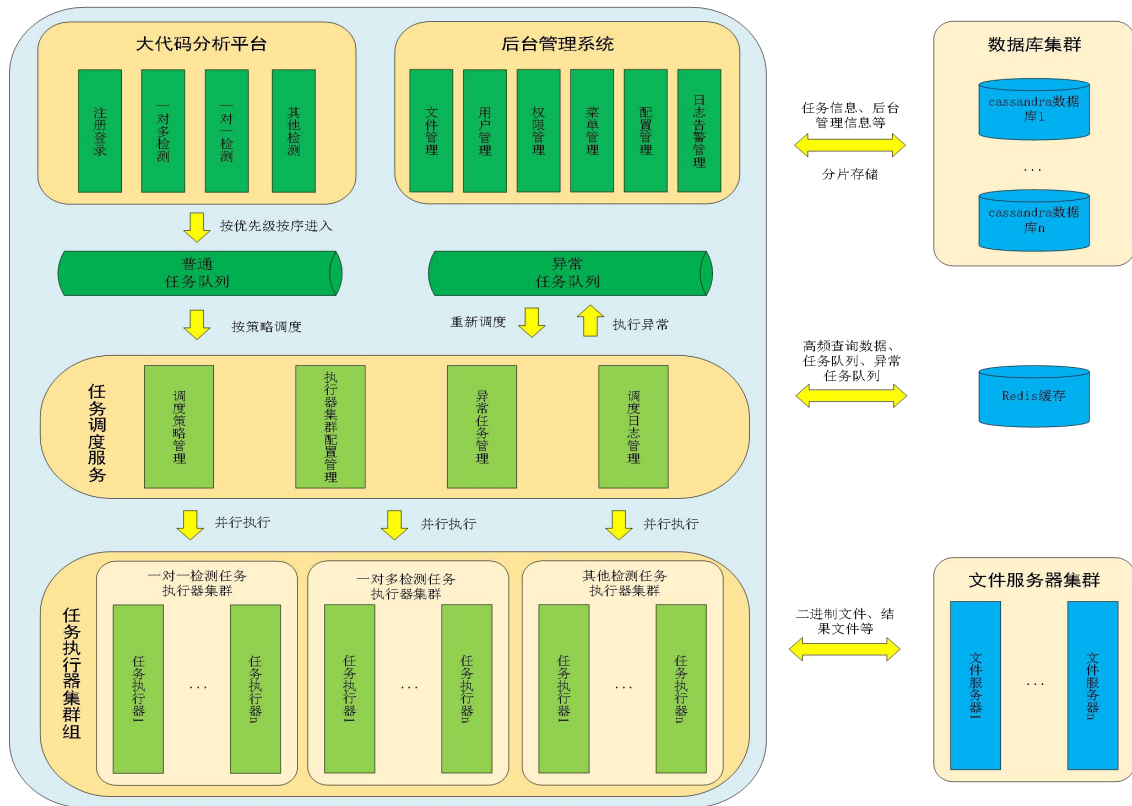 大代码分析平台
注册登录
一对多检测
一对一检测
其他检测
后台管理系统
文件管理
用户管理
权限管理
菜单管理
配置管理
日志告警管理
任务信息、后台
管理信息等
分片存储
数据库集群
cassandra数据
库1
...
cassandra数据
库n
按优先级按序进入
普通
任务队列
异常
任务队列
按策略调度
重新调度
执行异常
任务调度服务
调度策略管理
执行器集群配置管理
异常任务管理
调度日志管理
高频查询数据、
任务队列、异常
任务队列
Redis缓存
并行执行
并行执行
并行执行
任务执行器集群组
一对一检测任务
执行器集群
任务执行器1
...
任务执行器n
一对多检测任务
执行器集群
任务执行器1
...
任务执行器n
其他检测任务
执行器集群
任务执行器1
...
任务执行器n
二进制文件、结
果文件等
文件服务器集群
文件服务器1
...
文件服务器n